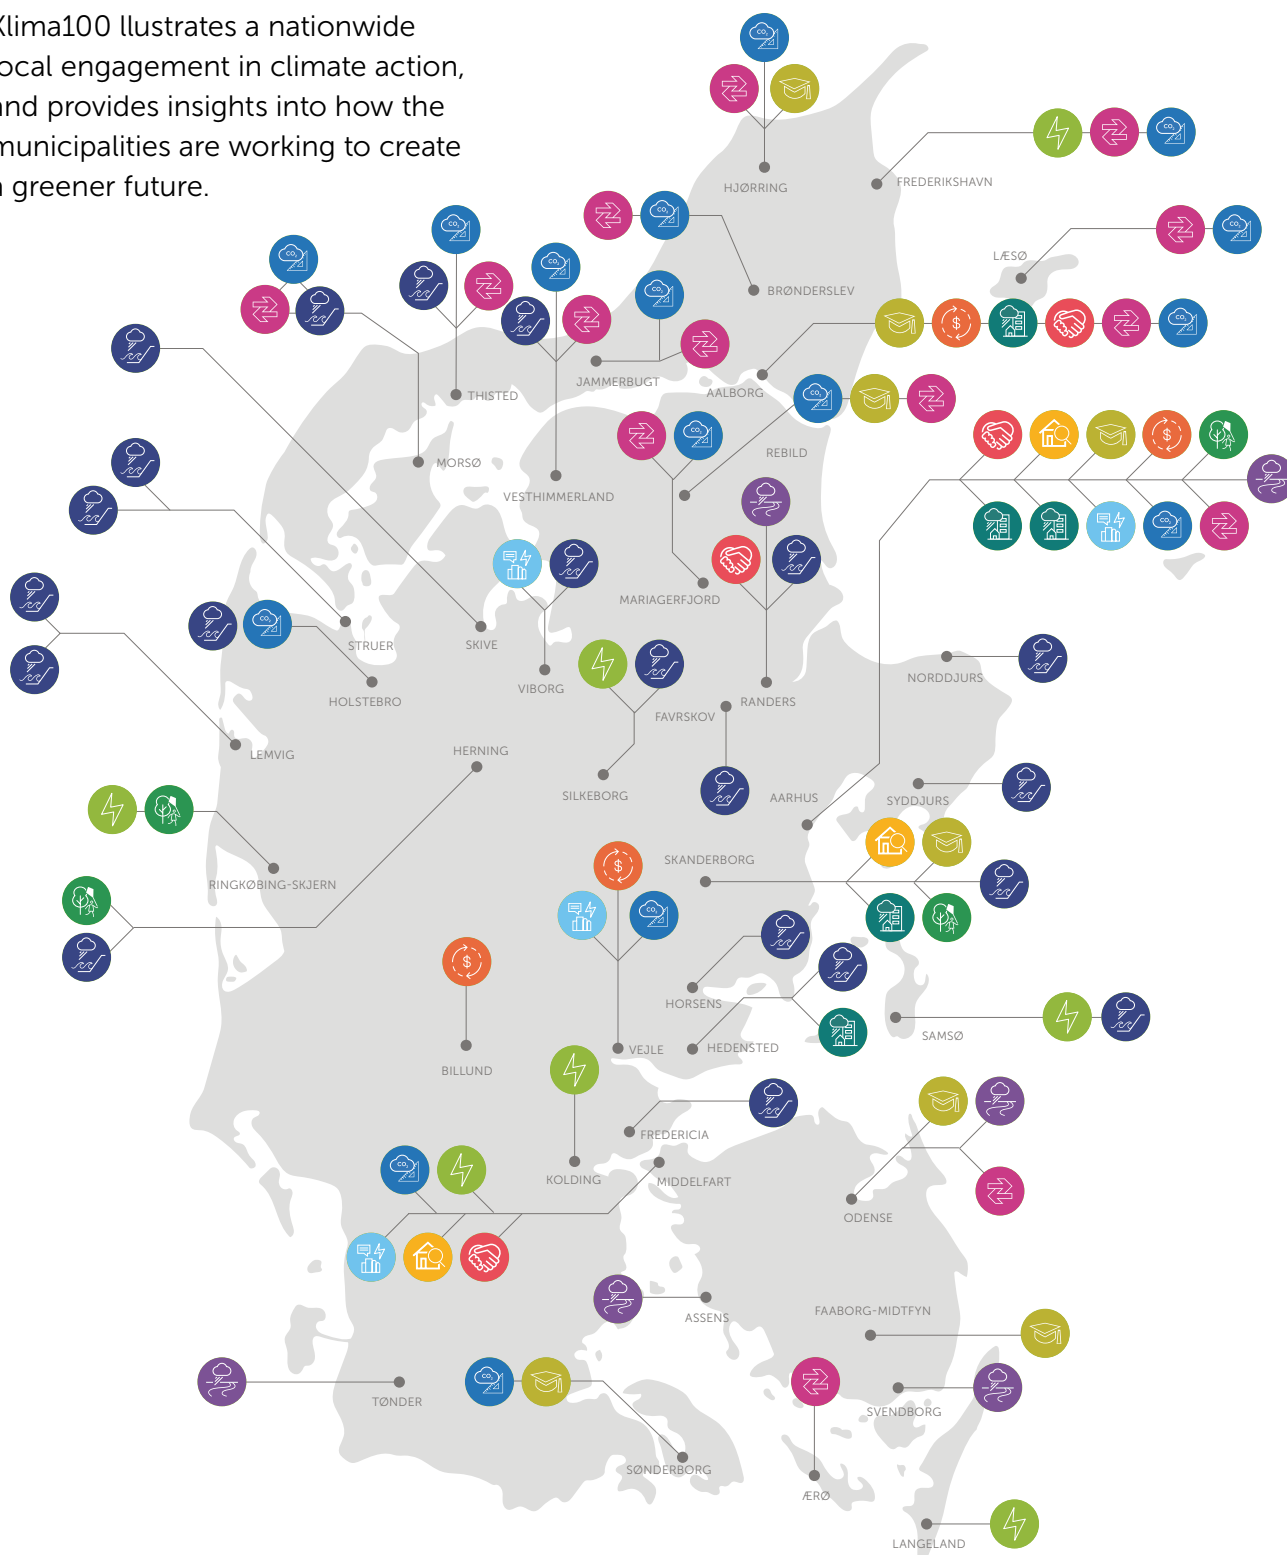 Klima100 llustrates a nationwide
local engagement in climate action,
and provides insights into how the
municipalities are working to create
a greener future.
HJØRRING
FREDERIKSHAVN
LÆSØ
BRØNDERSLEV
JAMMERBUGT
AALBORG
THISTED
REBILD
MORSØ
VESTHIMMERLAND
MARIAGERFJORD
STRUER
SKIVE
VIBORG
HOLSTEBRO
RANDERS
NORDDJURS
FAVRSKOV
LEMVIG
HERNING
SILKEBORG
AARHUS
SYDDJURS
SKANDERBORG
RINGKØBING-SKJERN
HORSENS
SAMSØ
HEDENSTED
VEJLE
BILLUND
FREDERICIA
KOLDING
MIDDELFART
ODENSE
ASSENS
FAABORG-MIDTFYN
TØNDER
SVENDBORG
SØNDERBORG
ÆRØ
LANGELAND